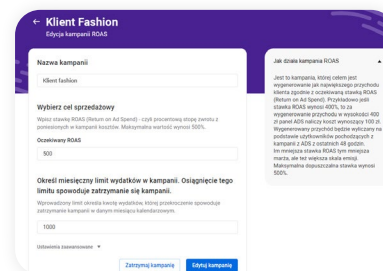 ← Klient Fashion
Edycja kampanii ROAS
Nazwa kampanii
Klient fashion
Wybierz cel sprzedażowy
Wpisz stawkę ROAS (Return on Ad Spend) - czyli procentową stopę zwrotu z
poniesionych w kampanii kosztów. Maksymalna wartość wynosi 500%.
Oczekiwany ROAS
500
Określ miesięczny limit wydatków w kampanii. Osiągnięcie tego
limitu spowoduje zatrzymanie się kampanii.
Wprowadzony limit określa kwotę wydatków, której przekroczenie spowoduje
zatrzymanie kampanii w danym miesiącu kalendarzowym.
1000
Ustawienia zaawansowane
Zatrzymaj kampanię Edytuj kampanię
Jak działa kampania ROAS
Jest to kampania, której celem jest
wygenerowanie jak największego przychodu
klienta zgodnie z oczekiwaną stawką ROAS
(Return on Ad Spend). Przykładowo jeśli
stawka ROAS wynosi 400%, to za
wygenerowanie przychodu w wysokości 400
zł panel ADS naliczy koszt wynoszący 100 zł.
Wygenerowany przychód będzie wyliczany na
podstawie użytkowników pochodzących z
kampanii z ADS z ostatnich 48 godzin.
Im mniejsza stawka ROAS tym mniejsza
marża, ale też większa skala emisji.
Maksymalna dopuszczalna stawka wynosi
500%.